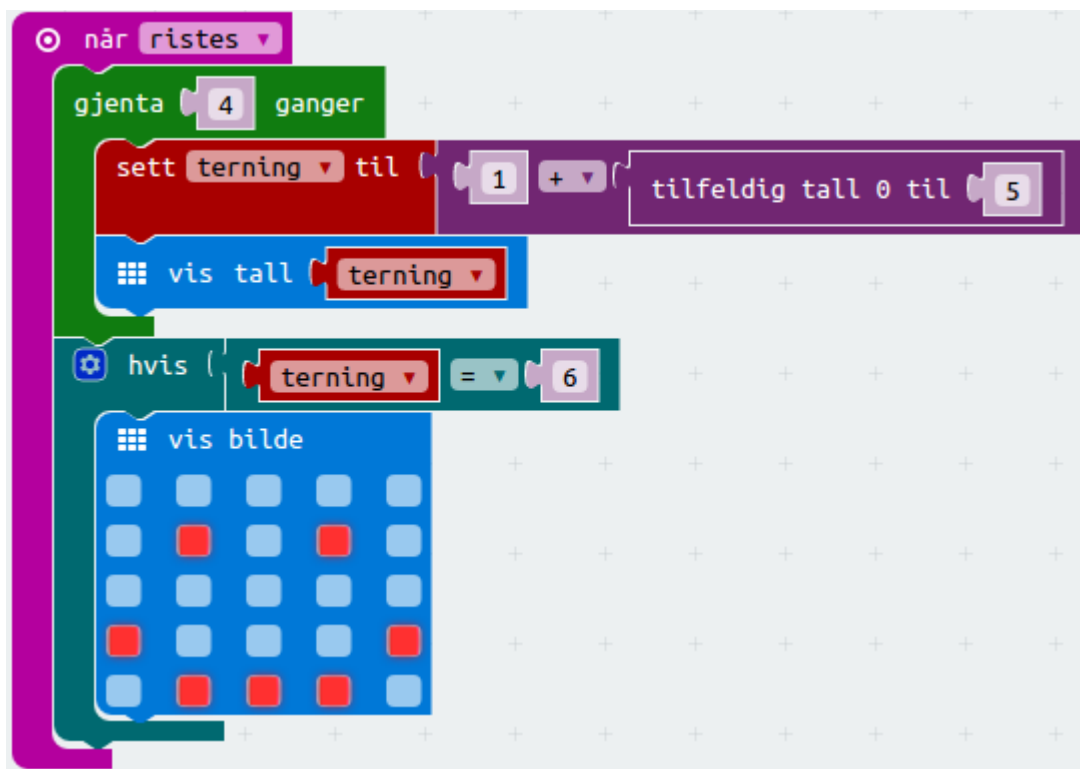 når ristes
gjenta 4 ganger
sett terning til 1 + tilfeldig tall 0 til 5
vis tall terning
hvis terning = 6
vis bilde